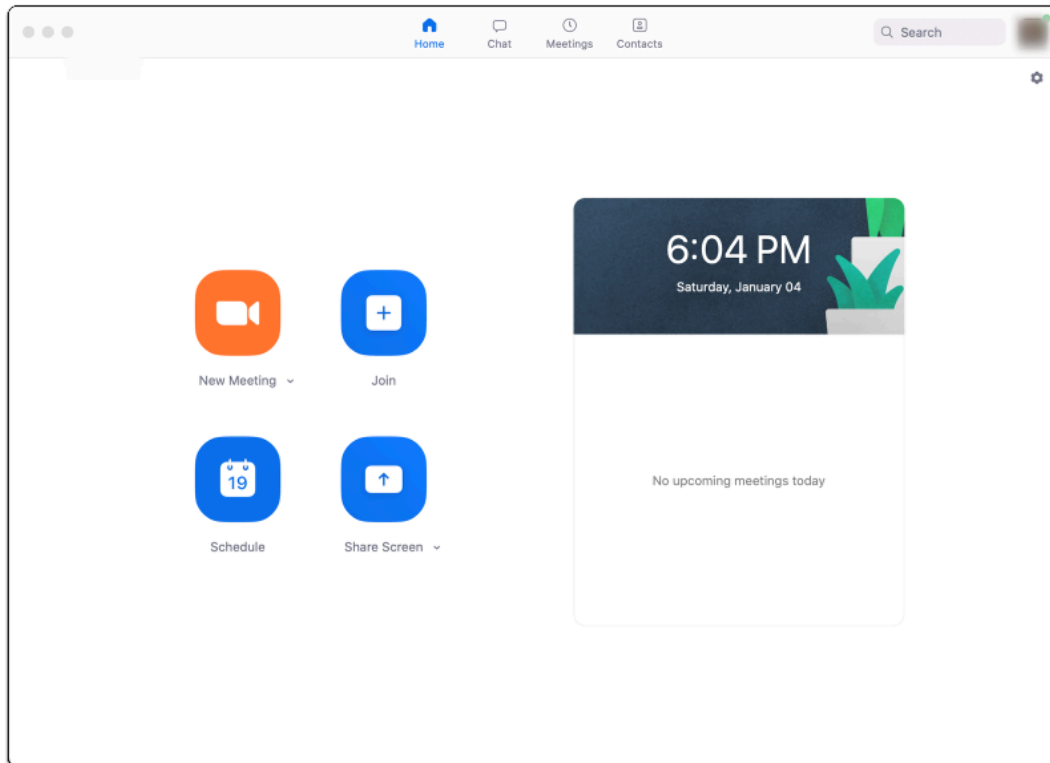 Home
Chat
Meetings
Contacts
Search
6:04 PM
Saturday, January 04
New Meeting
Join
19
Schedule
Share Screen
No upcoming meetings today